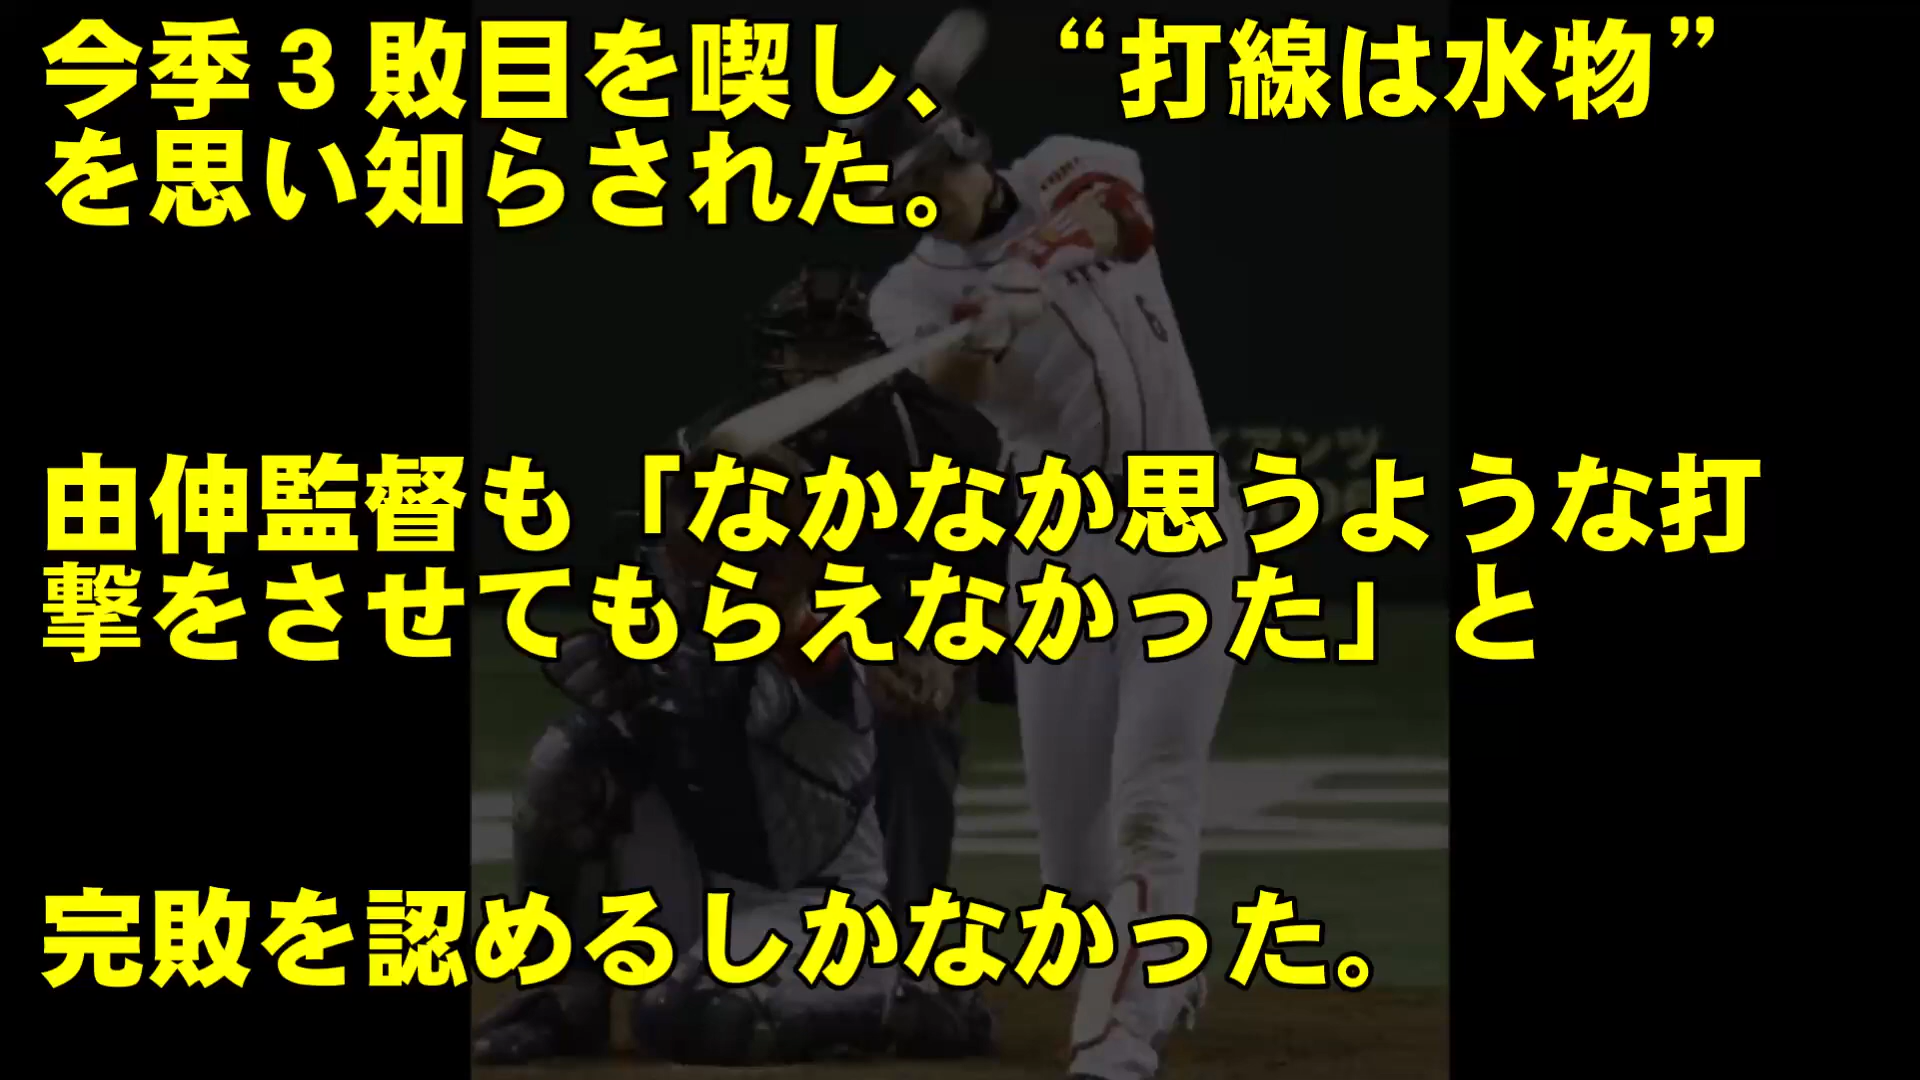 今季３敗目を喫し、“打線は水物”
を思い知らされた。
由伸監督も「なかなか思うような打
撃をさせてもらえなかった」と
完敗を認めるしかなかった。